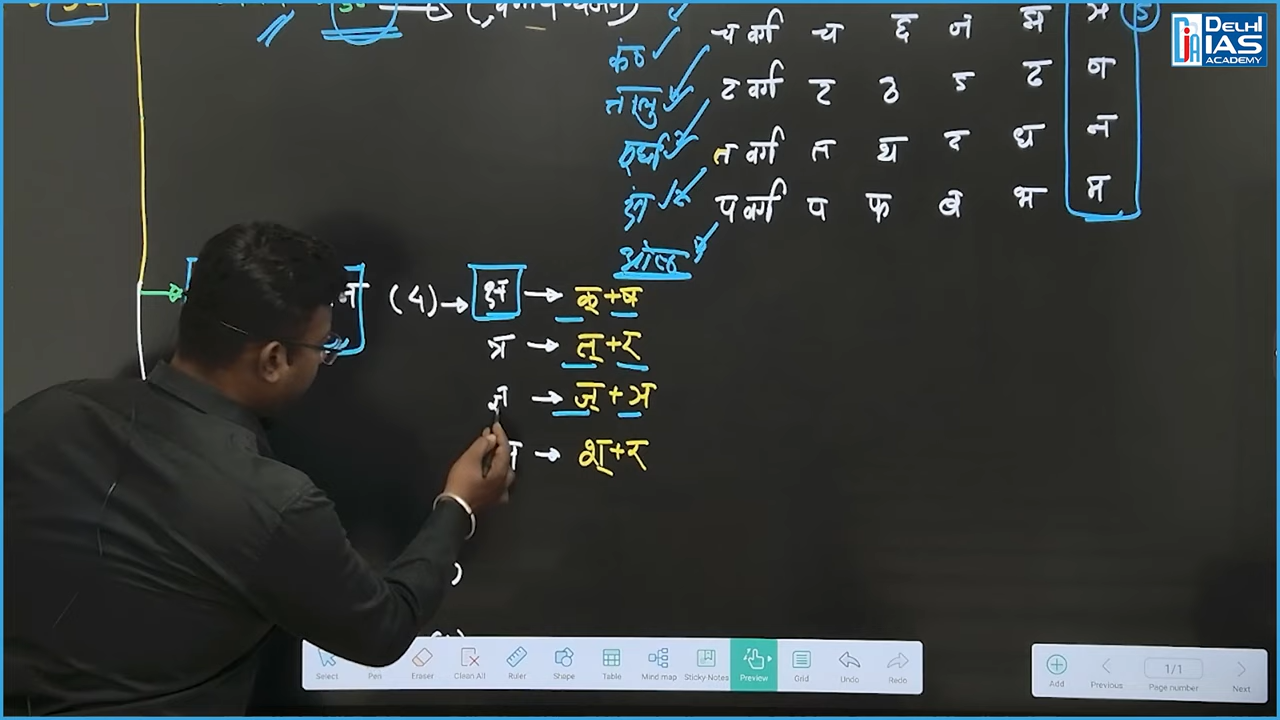 च वर्ग च छ ज झ ञ 5
DELHI IAS ACADEMY
कंठ
ट वर्ग ट ठ ड ढ ण
तालु
त वर्ग त थ द ध न
मूर्धा
दंत
प वर्ग प फ ब भ म
ओष्ठ
(4) → क्ष → क्+ष
त्र → त्+र
ज्ञ → ज्+ञ
→ श्+र
Select Pen Eraser Clean All Ruler Shape Table Mind map Sticky Notes Preview Grid Undo Redo
Add Previous 1/1 Page number Next